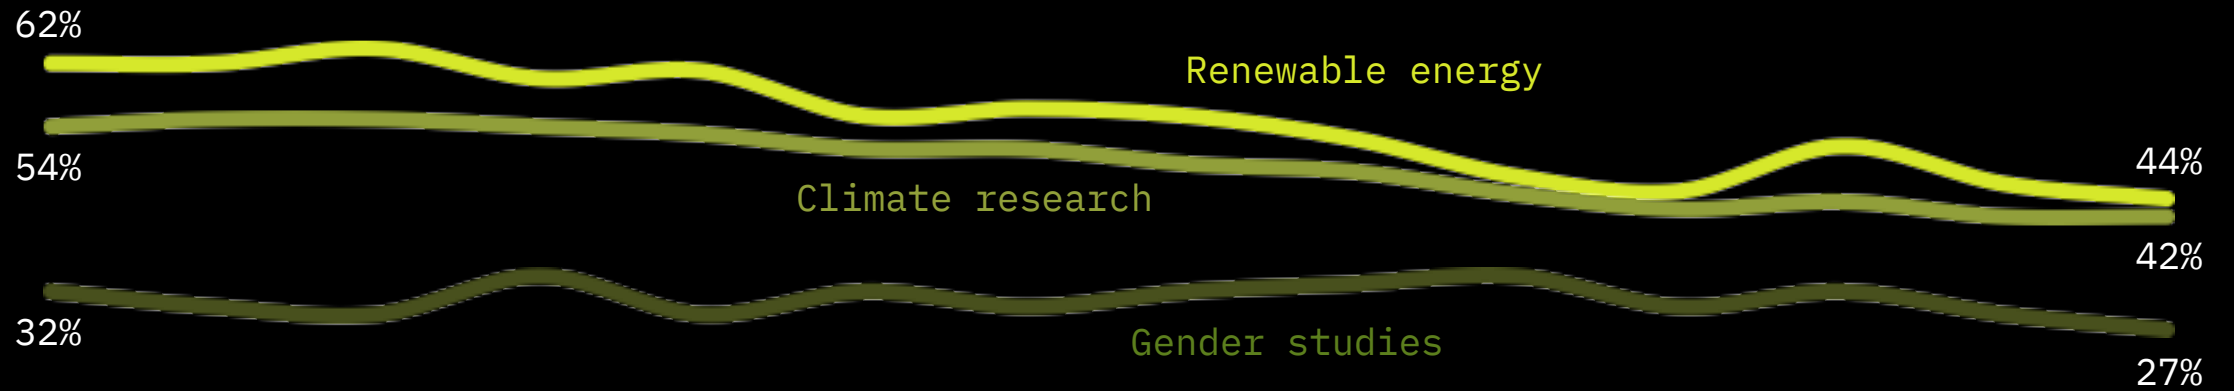 62%
Renewable energy
54%
44%
Climate research
42%
32%
Gender studies
27%